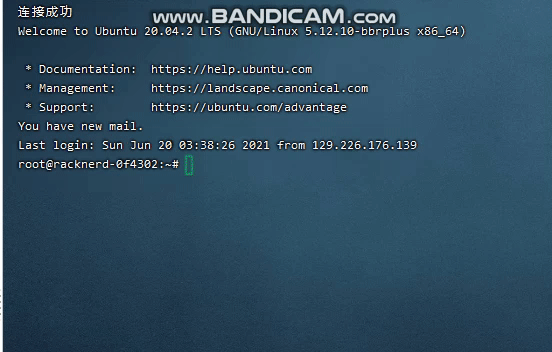 www.BANDICAM.com
连接成功
Welcome to Ubuntu 20.04.2 LTS (GNU/Linux 5.12.10-bbrplus x86_64)
* Documentation:  https://help.ubuntu.com
* Management:     https://landscape.canonical.com
* Support:        https://ubuntu.com/advantage
You have new mail.
Last login: Sun Jun 20 03:38:26 2021 from 129.226.176.139
root@racknerd-0f4302:~#